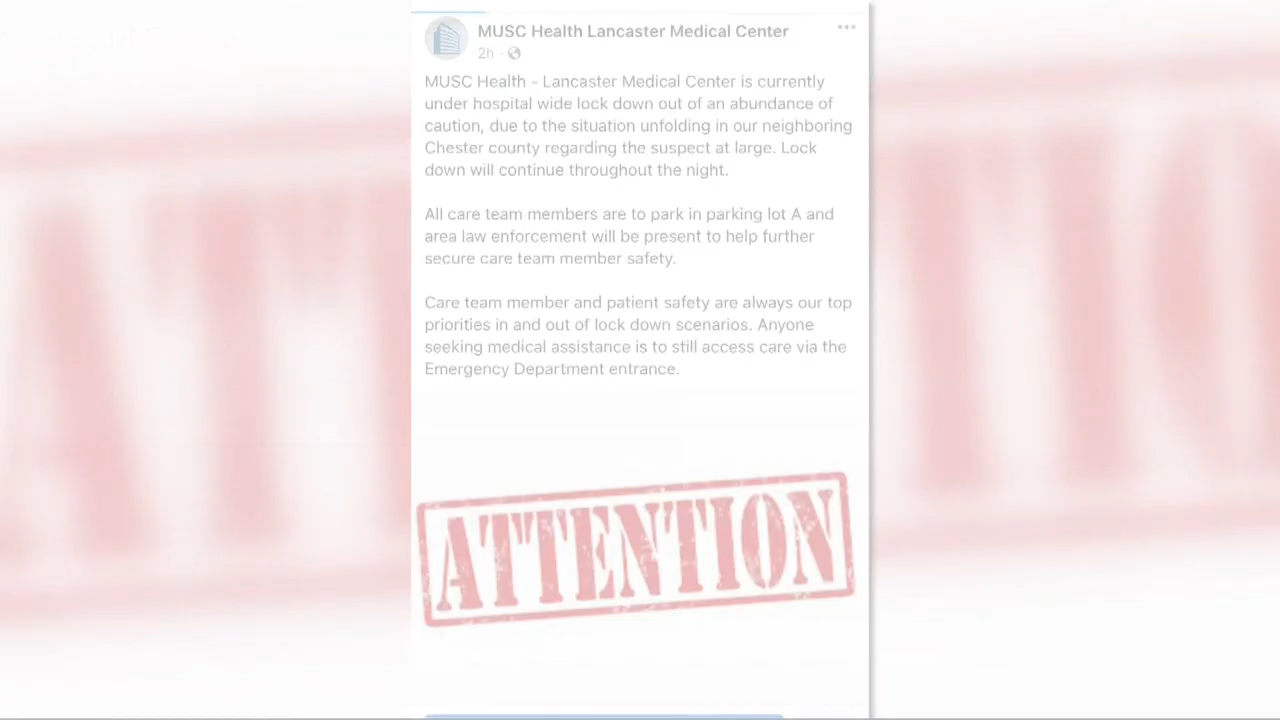 MUSC Health Lancaster Medical Center
2h ·
MUSC Health - Lancaster Medical Center is currently
under hospital wide lock down out of an abundance of
caution, due to the situation unfolding in our neighboring
Chester county regarding the suspect at large. Lock
down will continue throughout the night.
All care team members are to park in parking lot A and
area law enforcement will be present to help further
secure care team member safety.
Care team member and patient safety are always our top
priorities in and out of lock down scenarios. Anyone
seeking medical assistance is to still access care via the
Emergency Department entrance.
ATTENTION